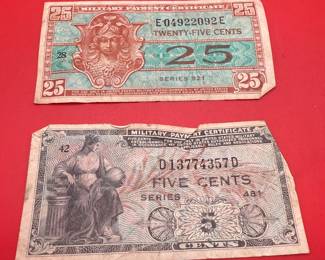 MILITARY PAYMENT CERTIFICATE
25 25
E04922092E
TWENTY-FIVE CENTS
28
25
SERIES 521
25 25
MILITARY PAYMENT CERTIFICATE
42
D13774357D
FIVE CENTS
SERIES 481
5
CENTS